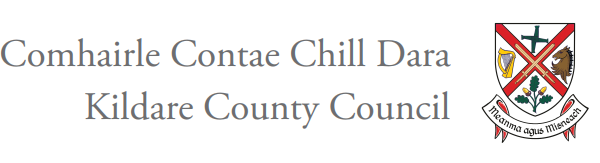 Comhairle Contae Chill Dara
Kildare County Council
Meanma agus Misneach